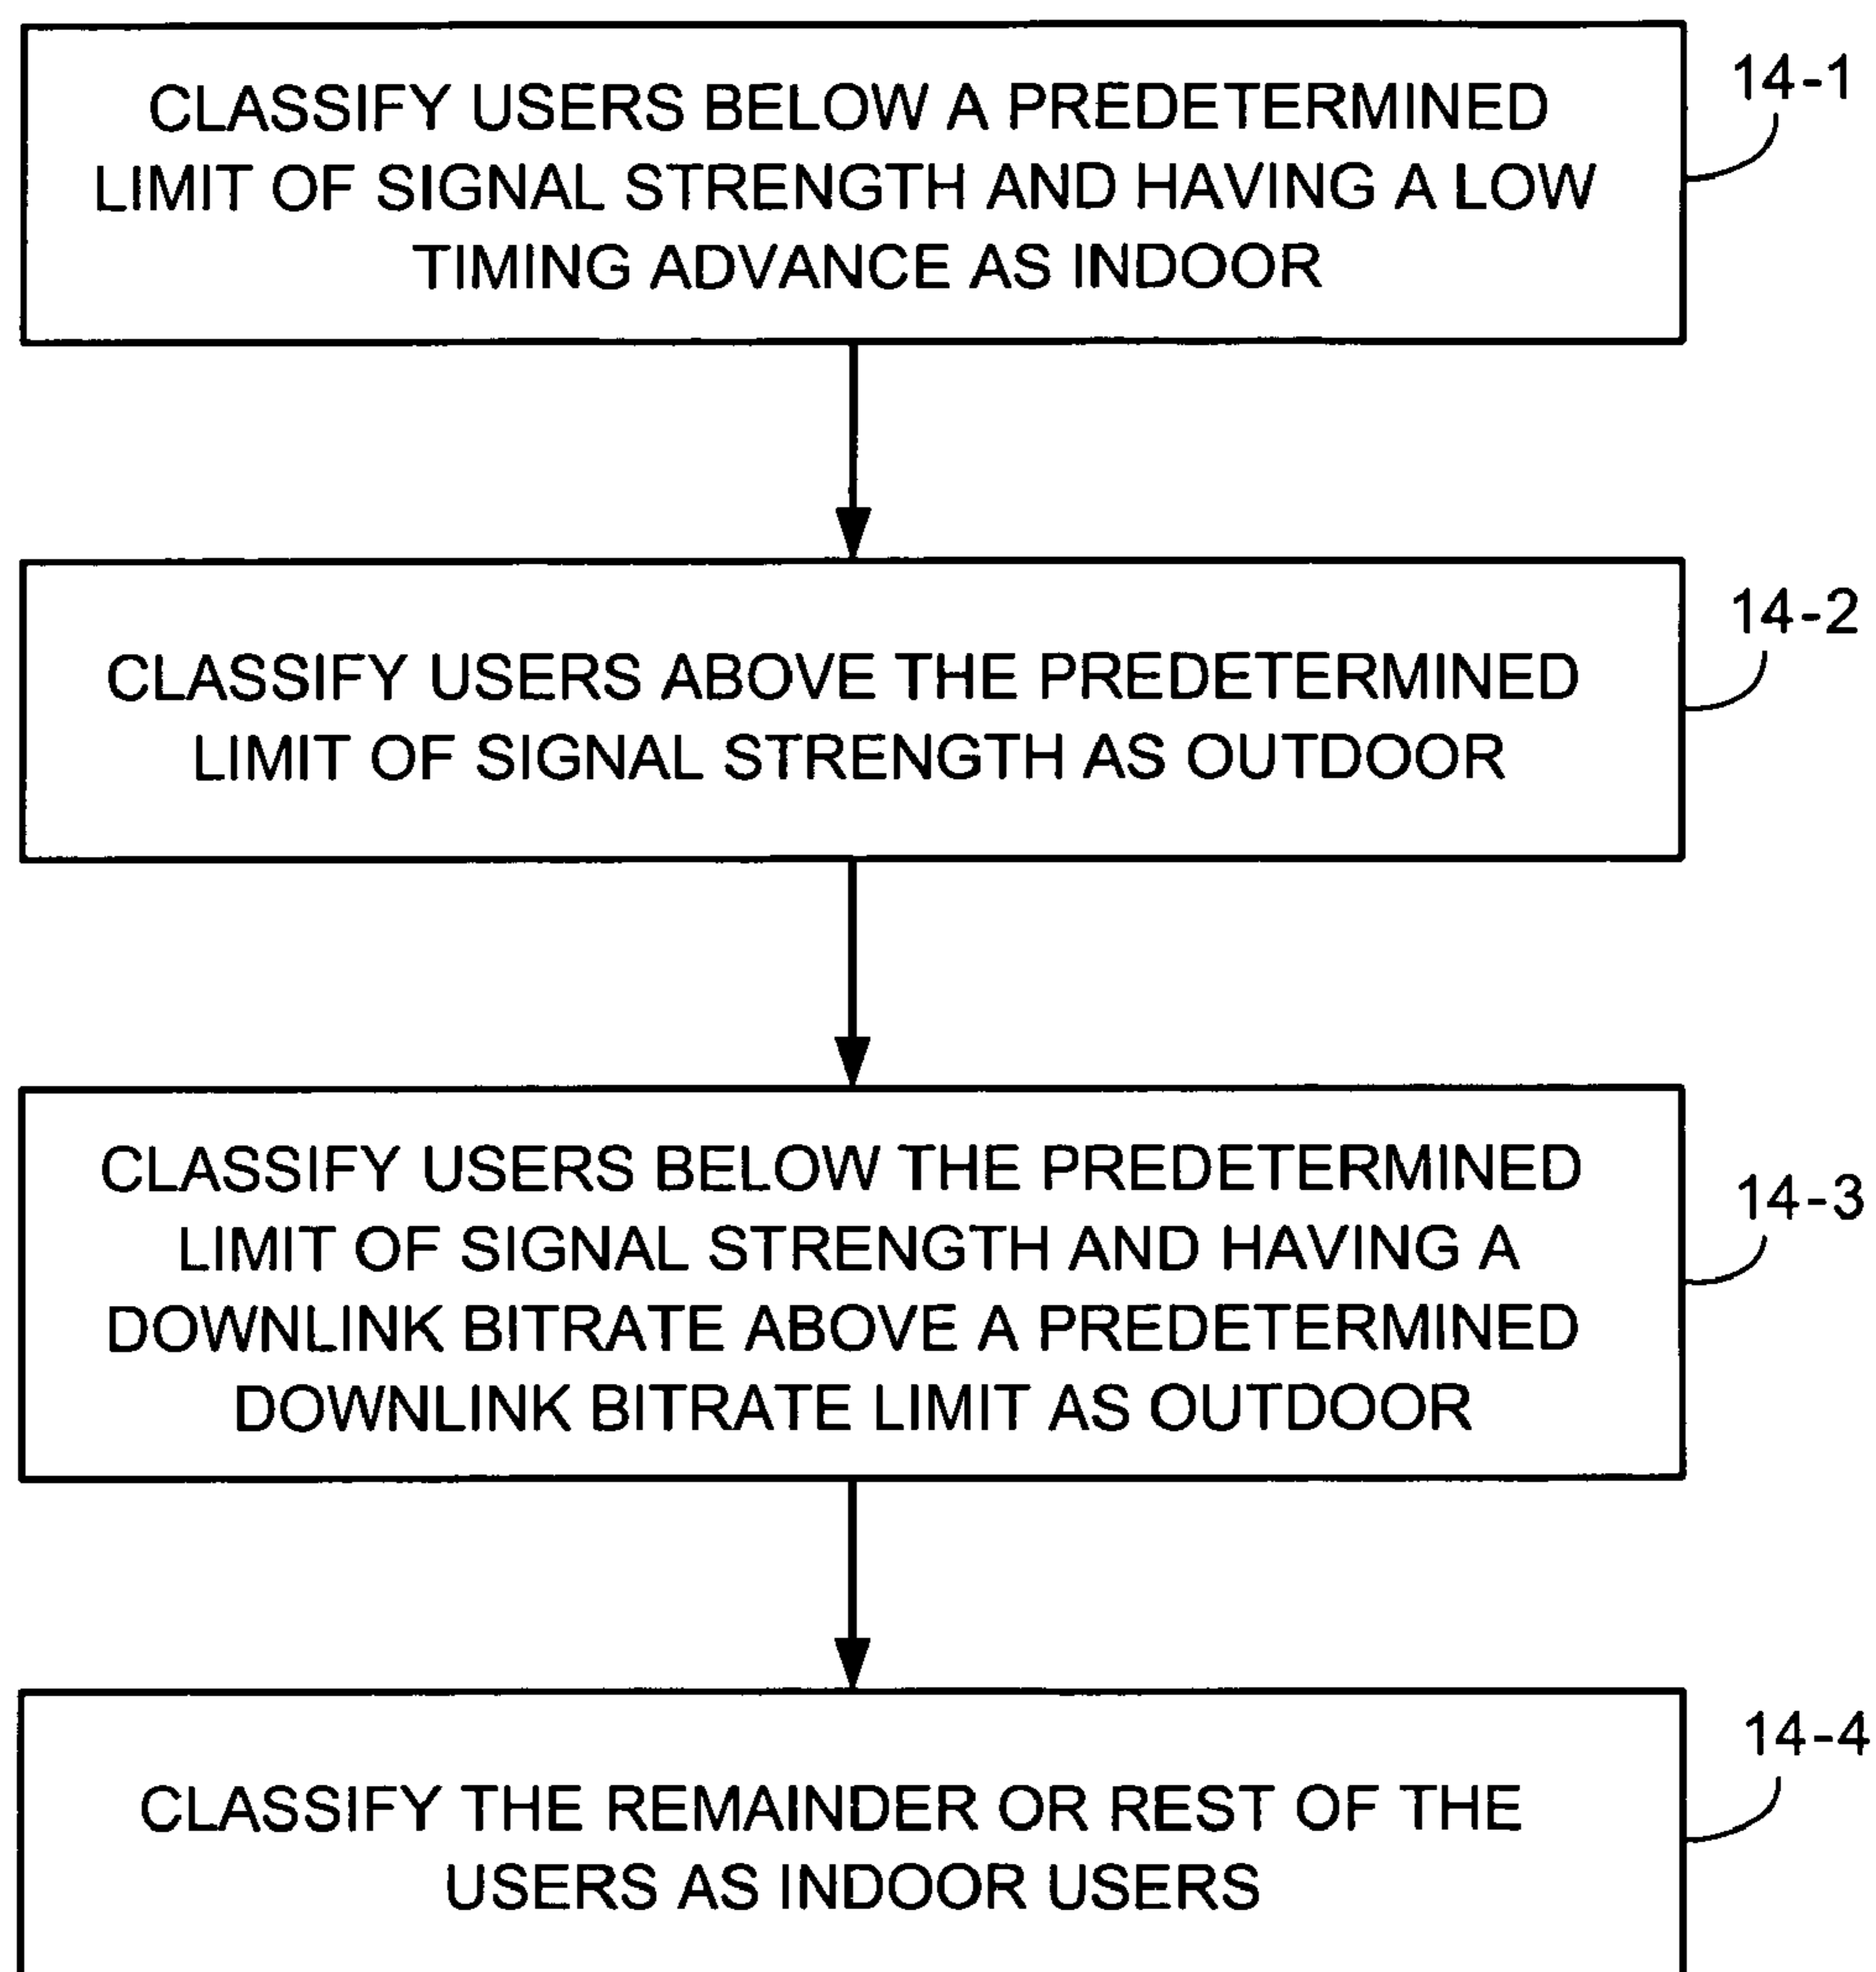 CLASSIFY USERS BELOW A PREDETERMINED
LIMIT OF SIGNAL STRENGTH AND HAVING A LOW
TIMING ADVANCE AS INDOOR
14-1
CLASSIFY USERS ABOVE THE PREDETERMINED
LIMIT OF SIGNAL STRENGTH AS OUTDOOR
14-2
CLASSIFY USERS BELOW THE PREDETERMINED
LIMIT OF SIGNAL STRENGTH AND HAVING A
DOWNLINK BITRATE ABOVE A PREDETERMINED
DOWNLINK BITRATE LIMIT AS OUTDOOR
14-3
CLASSIFY THE REMAINDER OR REST OF THE
USERS AS INDOOR USERS
14-4